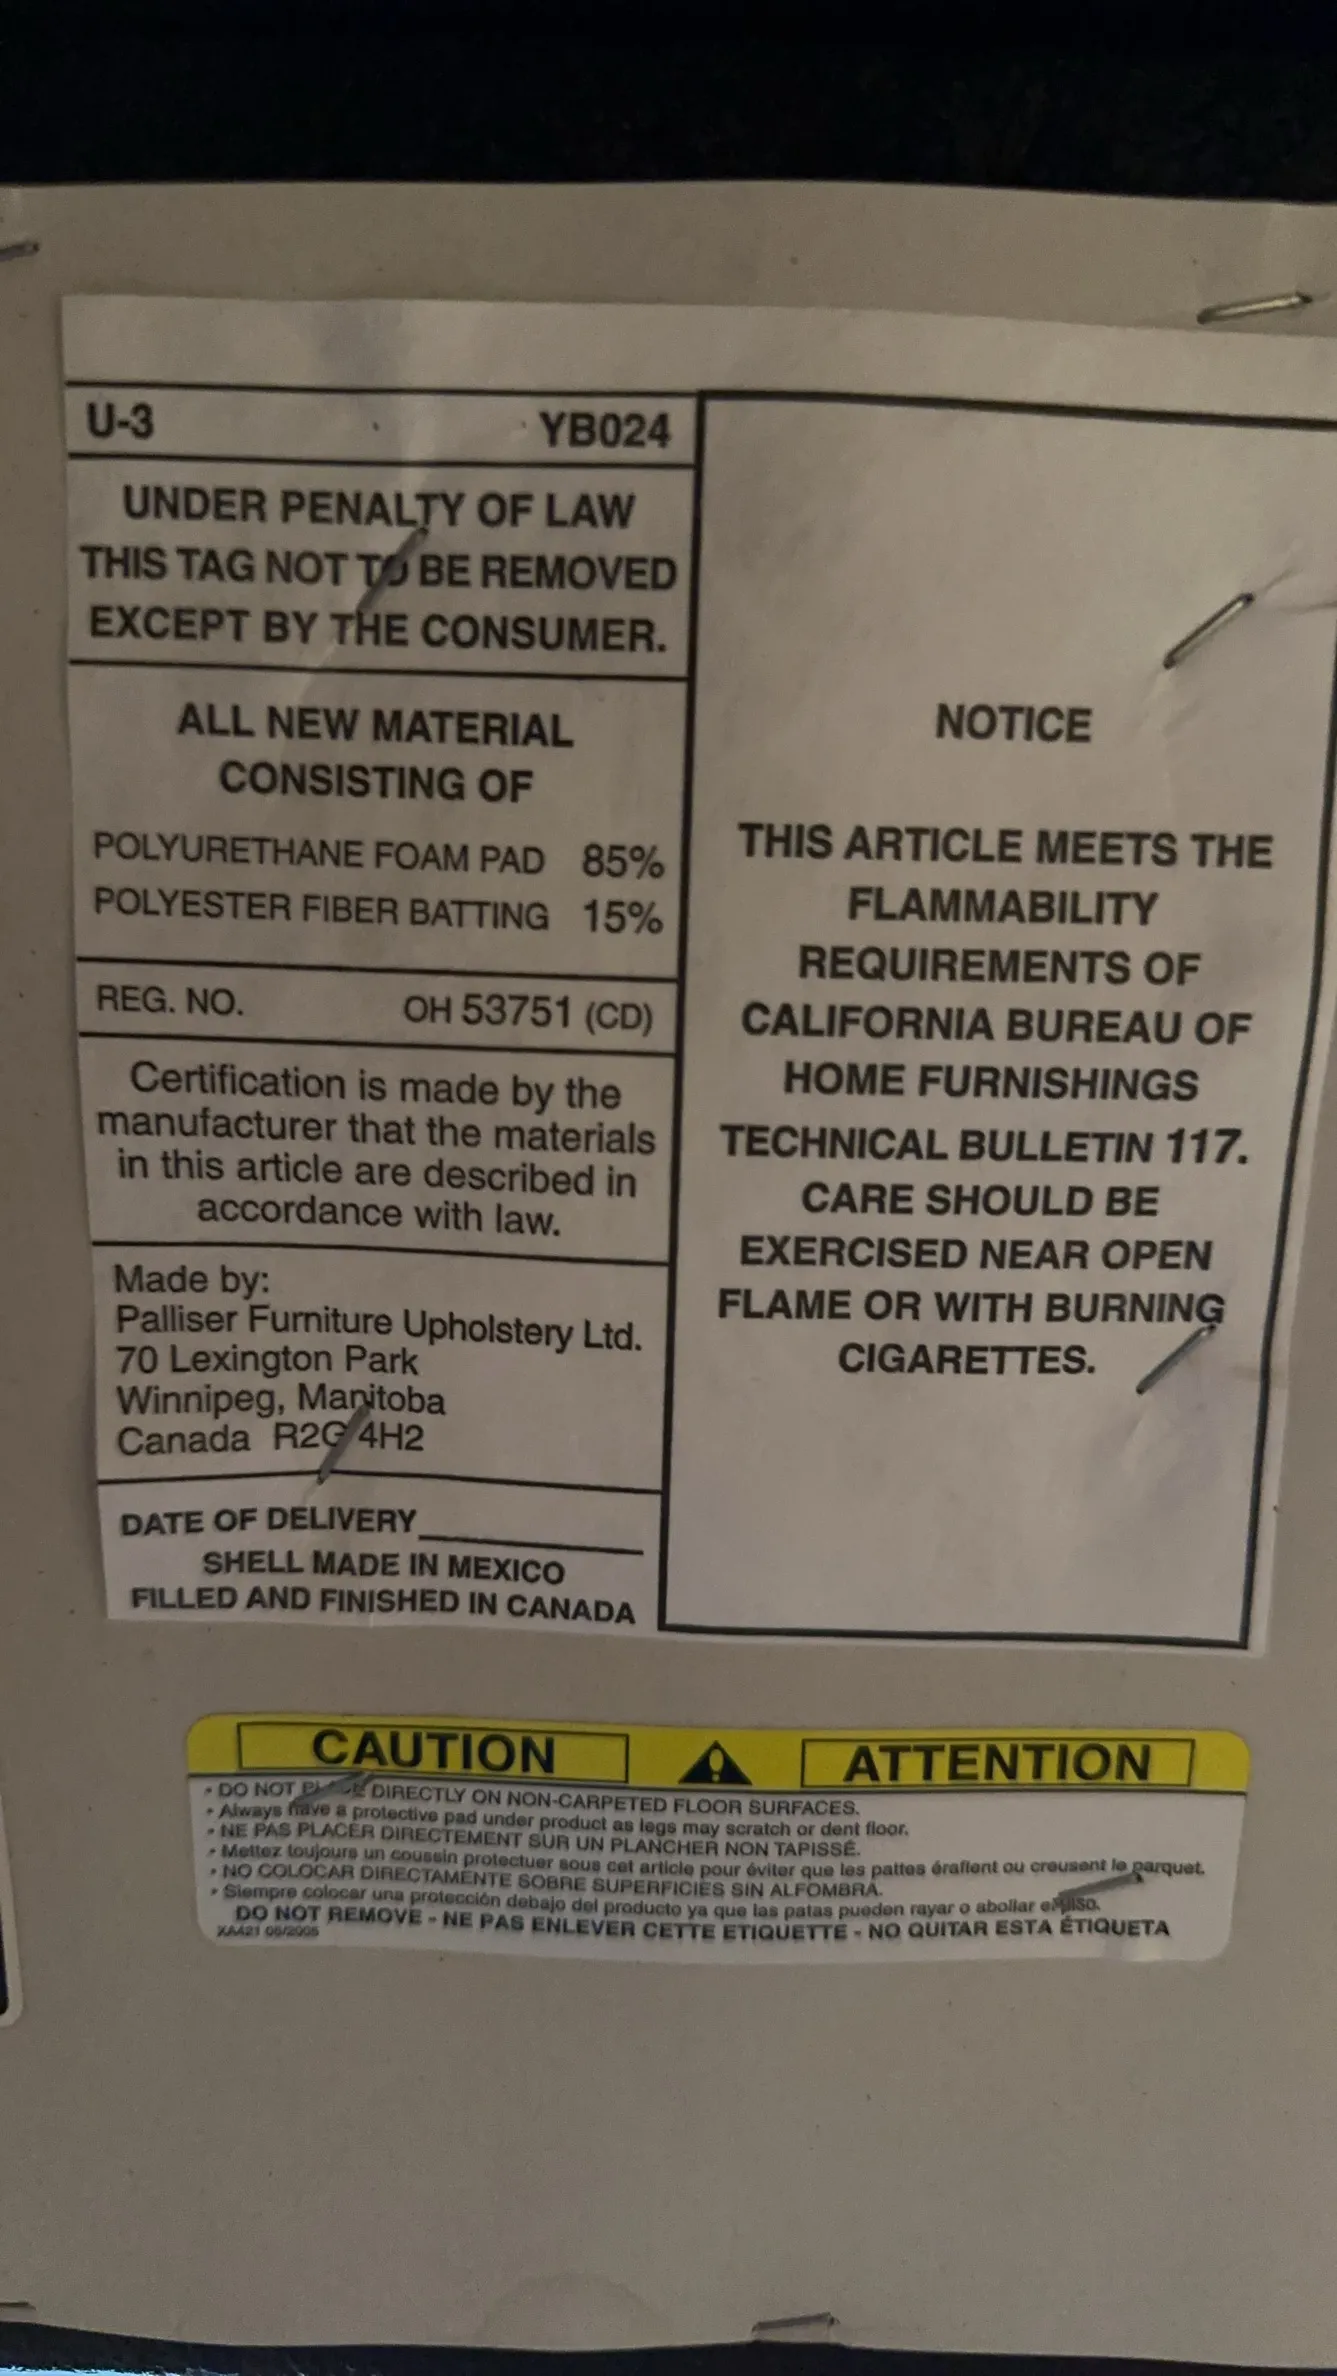 U-3 YB024
UNDER PENALTY OF LAW
THIS TAG NOT TO BE REMOVED
EXCEPT BY THE CONSUMER.
ALL NEW MATERIAL
CONSISTING OF
POLYURETHANE FOAM PAD 85%
POLYESTER FIBER BATTING 15%
REG. NO. OH 53751 (CD)
Certification is made by the
manufacturer that the materials
in this article are described in
accordance with law.
Made by:
Palliser Furniture Upholstery Ltd.
70 Lexington Park
Winnipeg, Manitoba
Canada R2G 4H2
DATE OF DELIVERY
SHELL MADE IN MEXICO
FILLED AND FINISHED IN CANADA
NOTICE
THIS ARTICLE MEETS THE
FLAMMABILITY
REQUIREMENTS OF
CALIFORNIA BUREAU OF
HOME FURNISHINGS
TECHNICAL BULLETIN 117.
CARE SHOULD BE
EXERCISED NEAR OPEN
FLAME OR WITH BURNING
CIGARETTES.
CAUTION ATTENTION
• DO NOT PLACE DIRECTLY ON NON-CARPETED FLOOR SURFACES.
• Always have a protective pad under product as legs may scratch or dent floor.
• NE PAS PLACER DIRECTEMENT SUR UN PLANCHER NON TAPISSÉ.
• Mettez toujours un coussin protectuer sous cet article pour éviter que les pattes éraflent ou creusent le parquet.
• NO COLOCAR DIRECTAMENTE SOBRE SUPERFICIES SIN ALFOMBRA.
• Siempre colocar una protección debajo del producto ya que las patas pueden rayar o abollar el piso.
DO NOT REMOVE - NE PAS ENLEVER CETTE ETIQUETTE - NO QUITAR ESTA ÉTIQUETA
XA421 06/2005